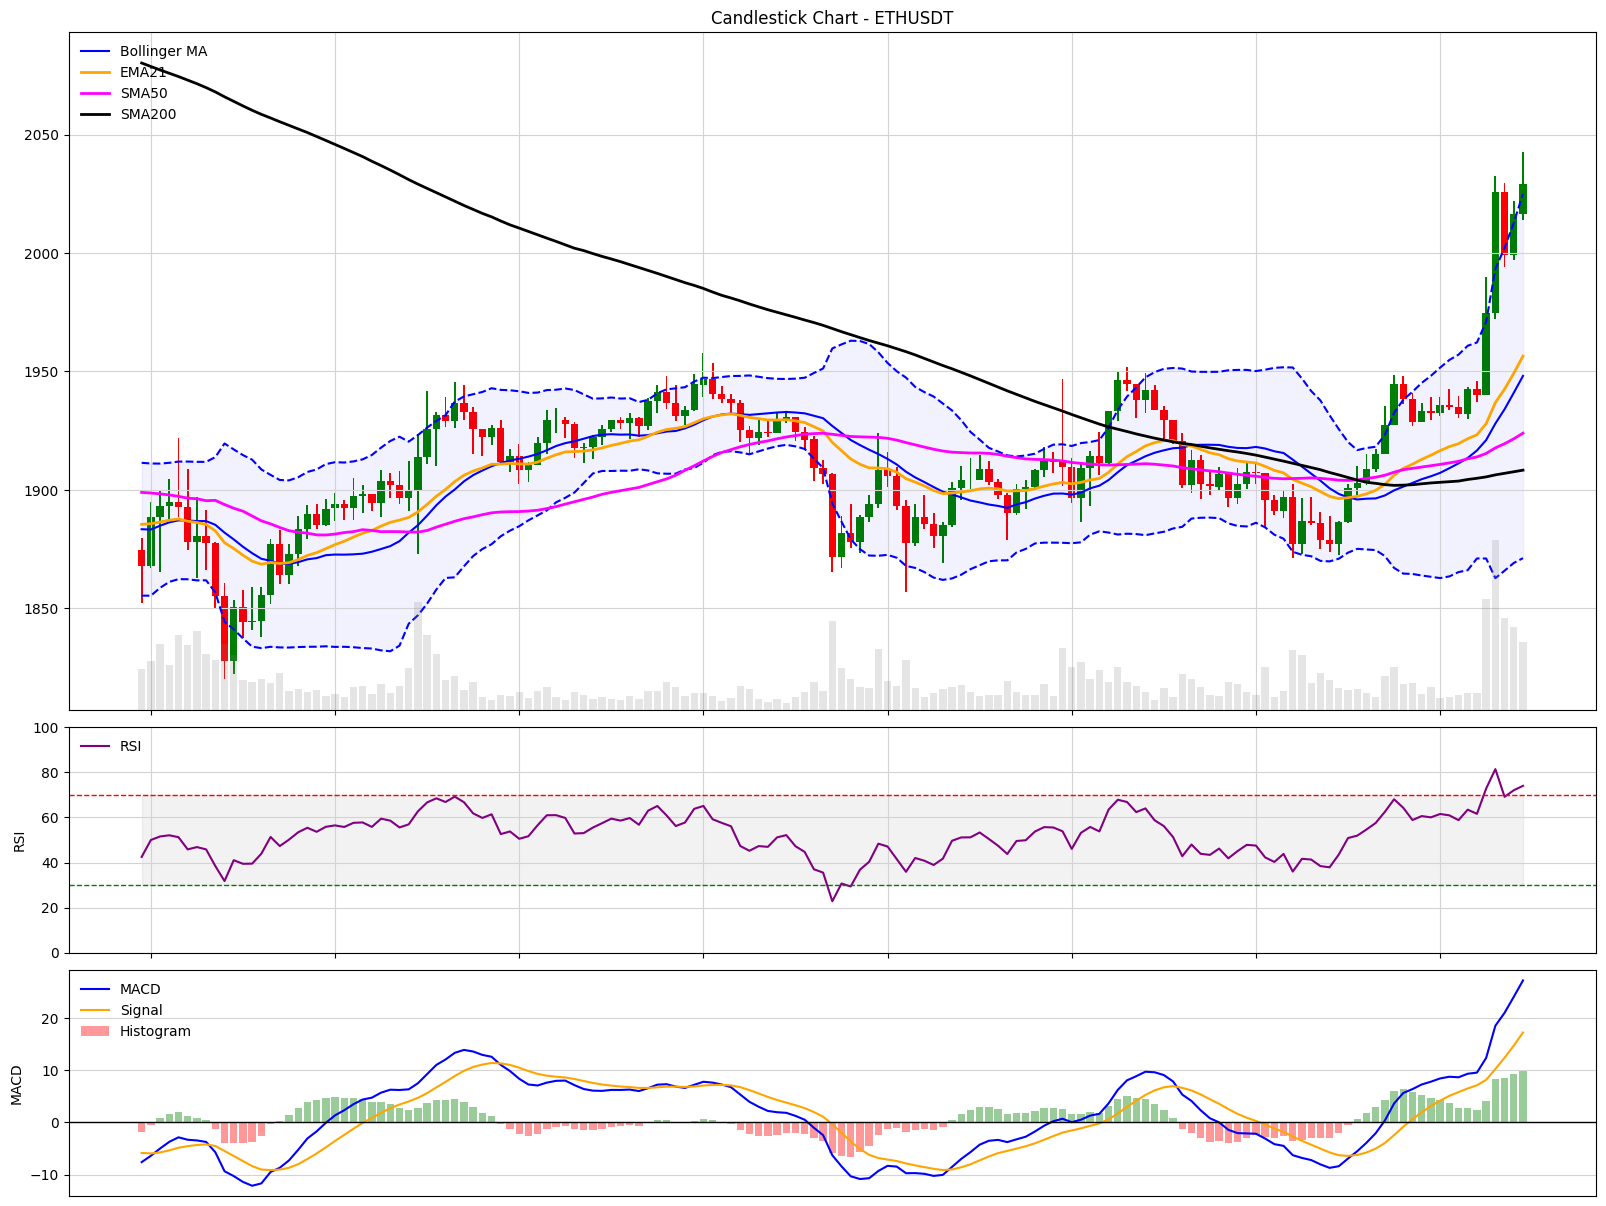 Candlestick Chart - ETHUSDT
Bollinger MA
EMA21
SMA50
SMA200
2050
2000
1950
1900
1850
RSI
100
80
60
40
20
0
RSI
MACD
Signal
Histogram
20
10
0
−10
MACD